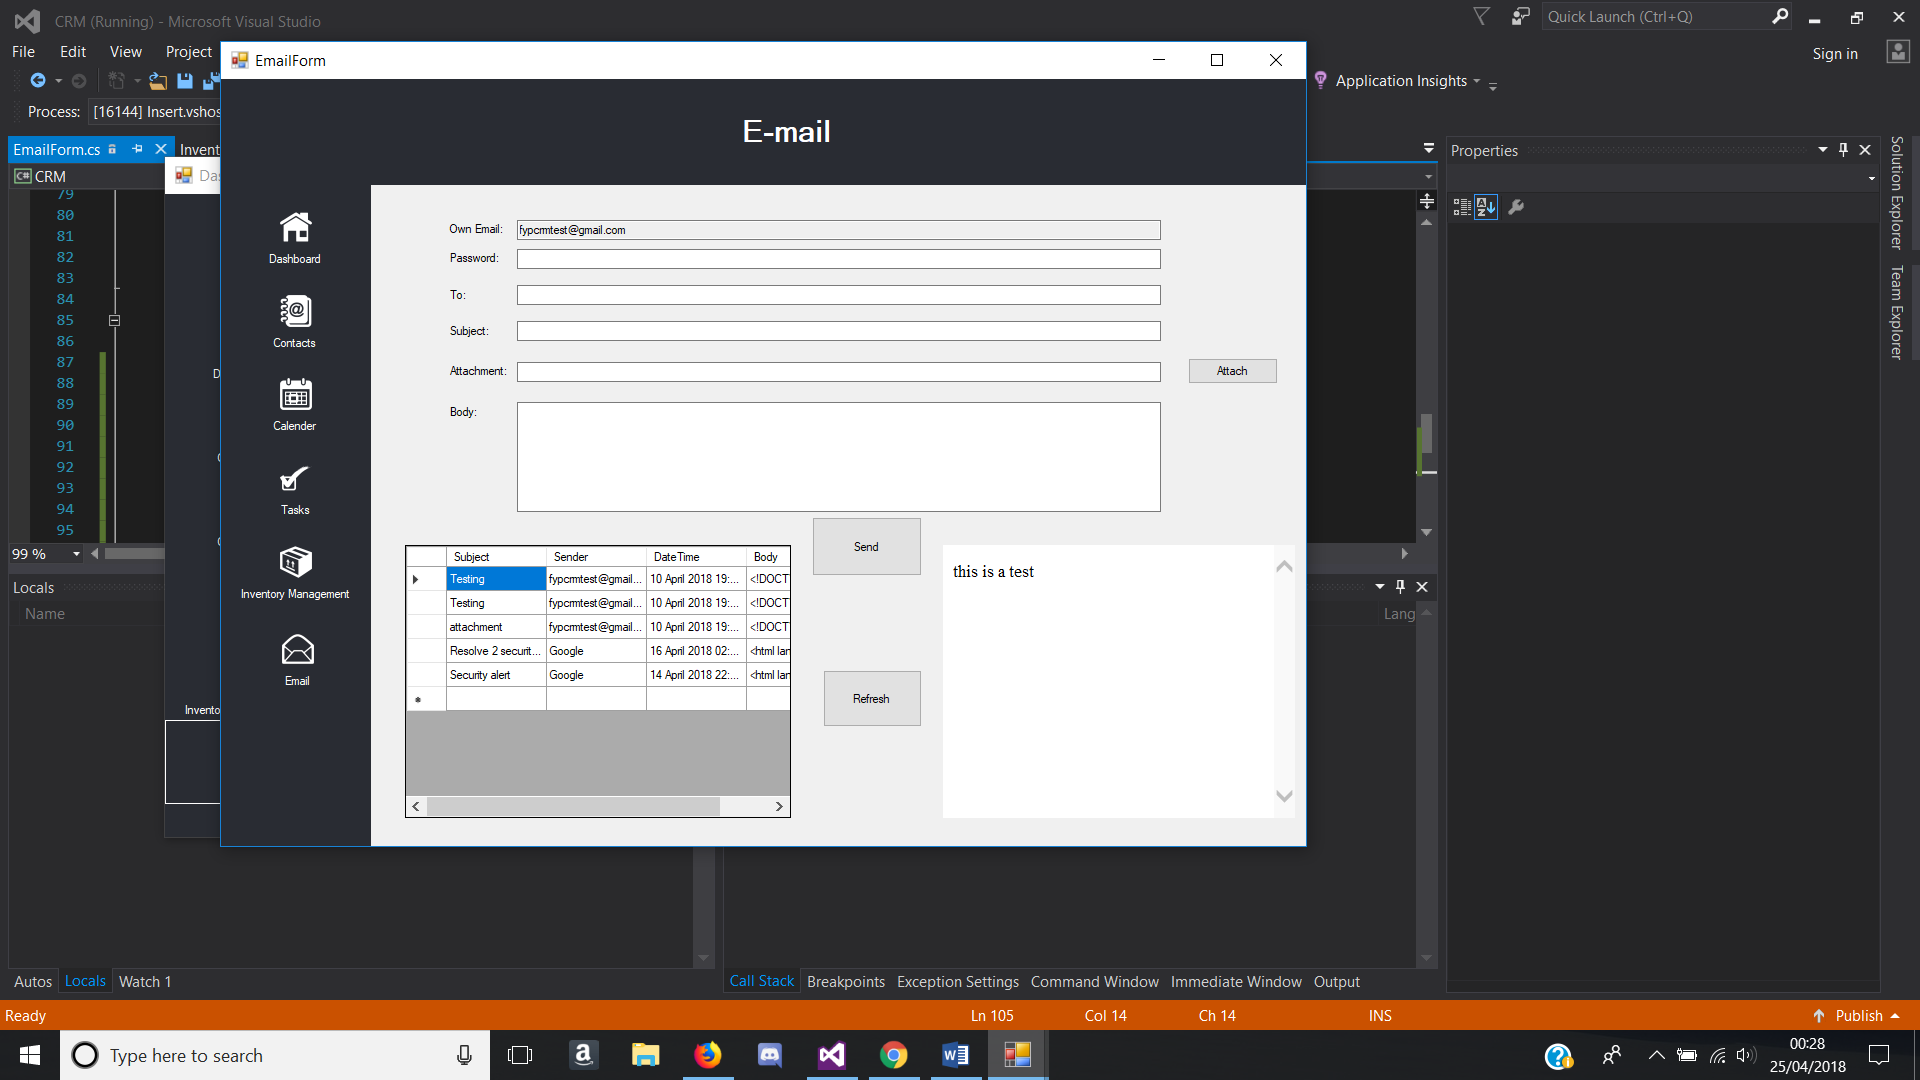 CRM (Running) - Microsoft Visual Studio
Quick Launch (Ctrl+Q)
File Edit View Project
Sign in
EmailForm
Application Insights
Process: [16144] Insert.vshos
E-mail
EmailForm.cs
Invent
Properties
CRM
Das
Solution Explorer
Team Explorer
79
80
81
82
83
84
85
86
87
88
89
90
91
92
93
94
95
99 %
D
C
C
Invento
Dashboard
Contacts
Calender
Tasks
Inventory Management
Email
Own Email: fypcrmtest@gmail.com
Password:
To:
Subject:
Attachment:
Attach
Body:
Send
Refresh
Subject Sender DateTime Body
Testing fypcrmtest@gmail... 10 April 2018 19:... <!DOCT
Testing fypcrmtest@gmail... 10 April 2018 19:... <!DOCT
attachment fypcrmtest@gmail... 10 April 2018 19:... <!DOCT
Resolve 2 securit... Google 16 April 2018 02:... <html lan
Security alert Google 14 April 2018 22:... <html lan
this is a test
Locals
Name
Lang
Autos Locals Watch 1
Call Stack Breakpoints Exception Settings Command Window Immediate Window Output
Ready
Ln 105 Col 14 Ch 14 INS
Publish
Type here to search
00:28
25/04/2018